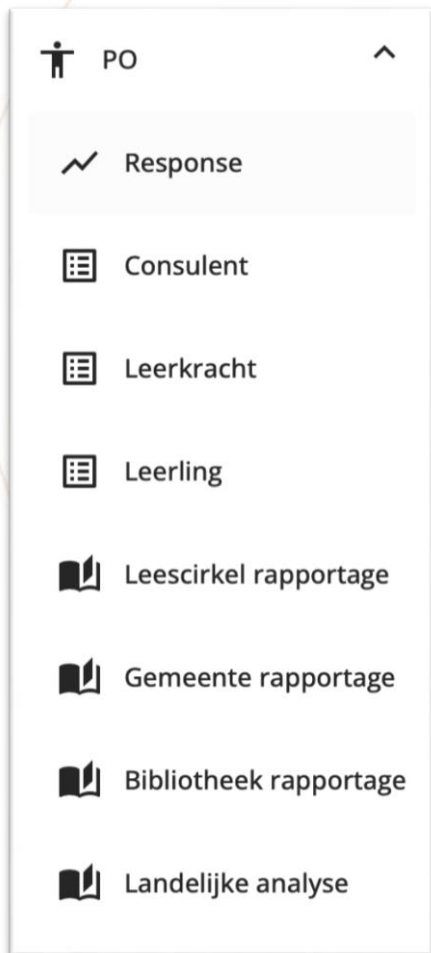 PO
Response
Consulent
Leerkracht
Leerling
Leescirkel rapportage
Gemeente rapportage
Bibliotheek rapportage
Landelijke analyse